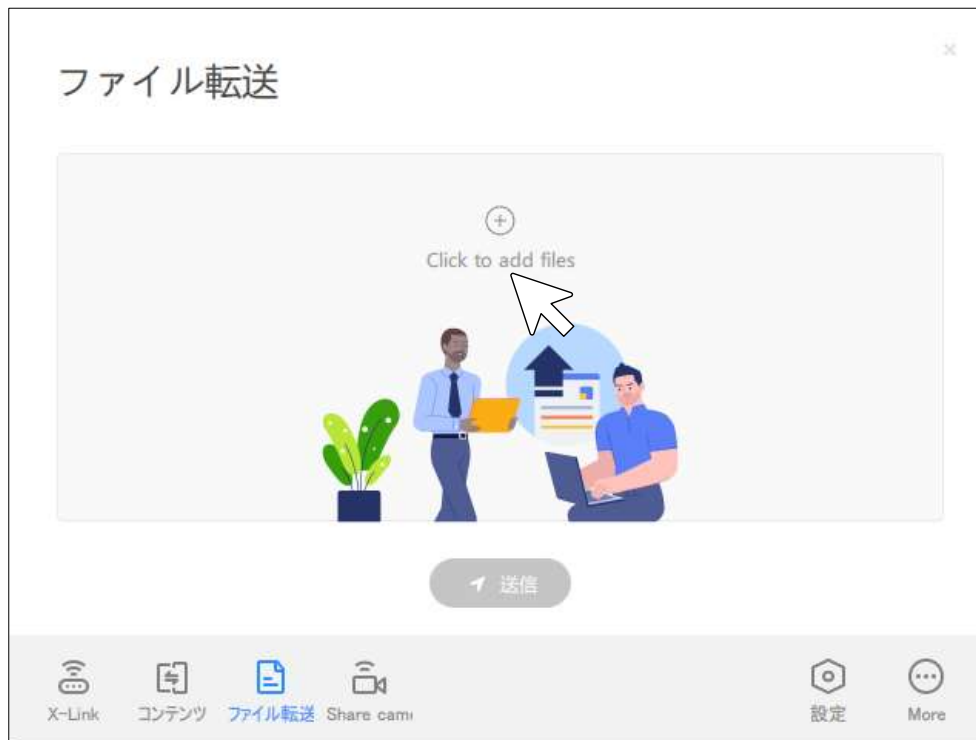 ファイル転送
Click to add files
送信
X-Link
コンテンツ
ファイル転送
Share cam
設定
More